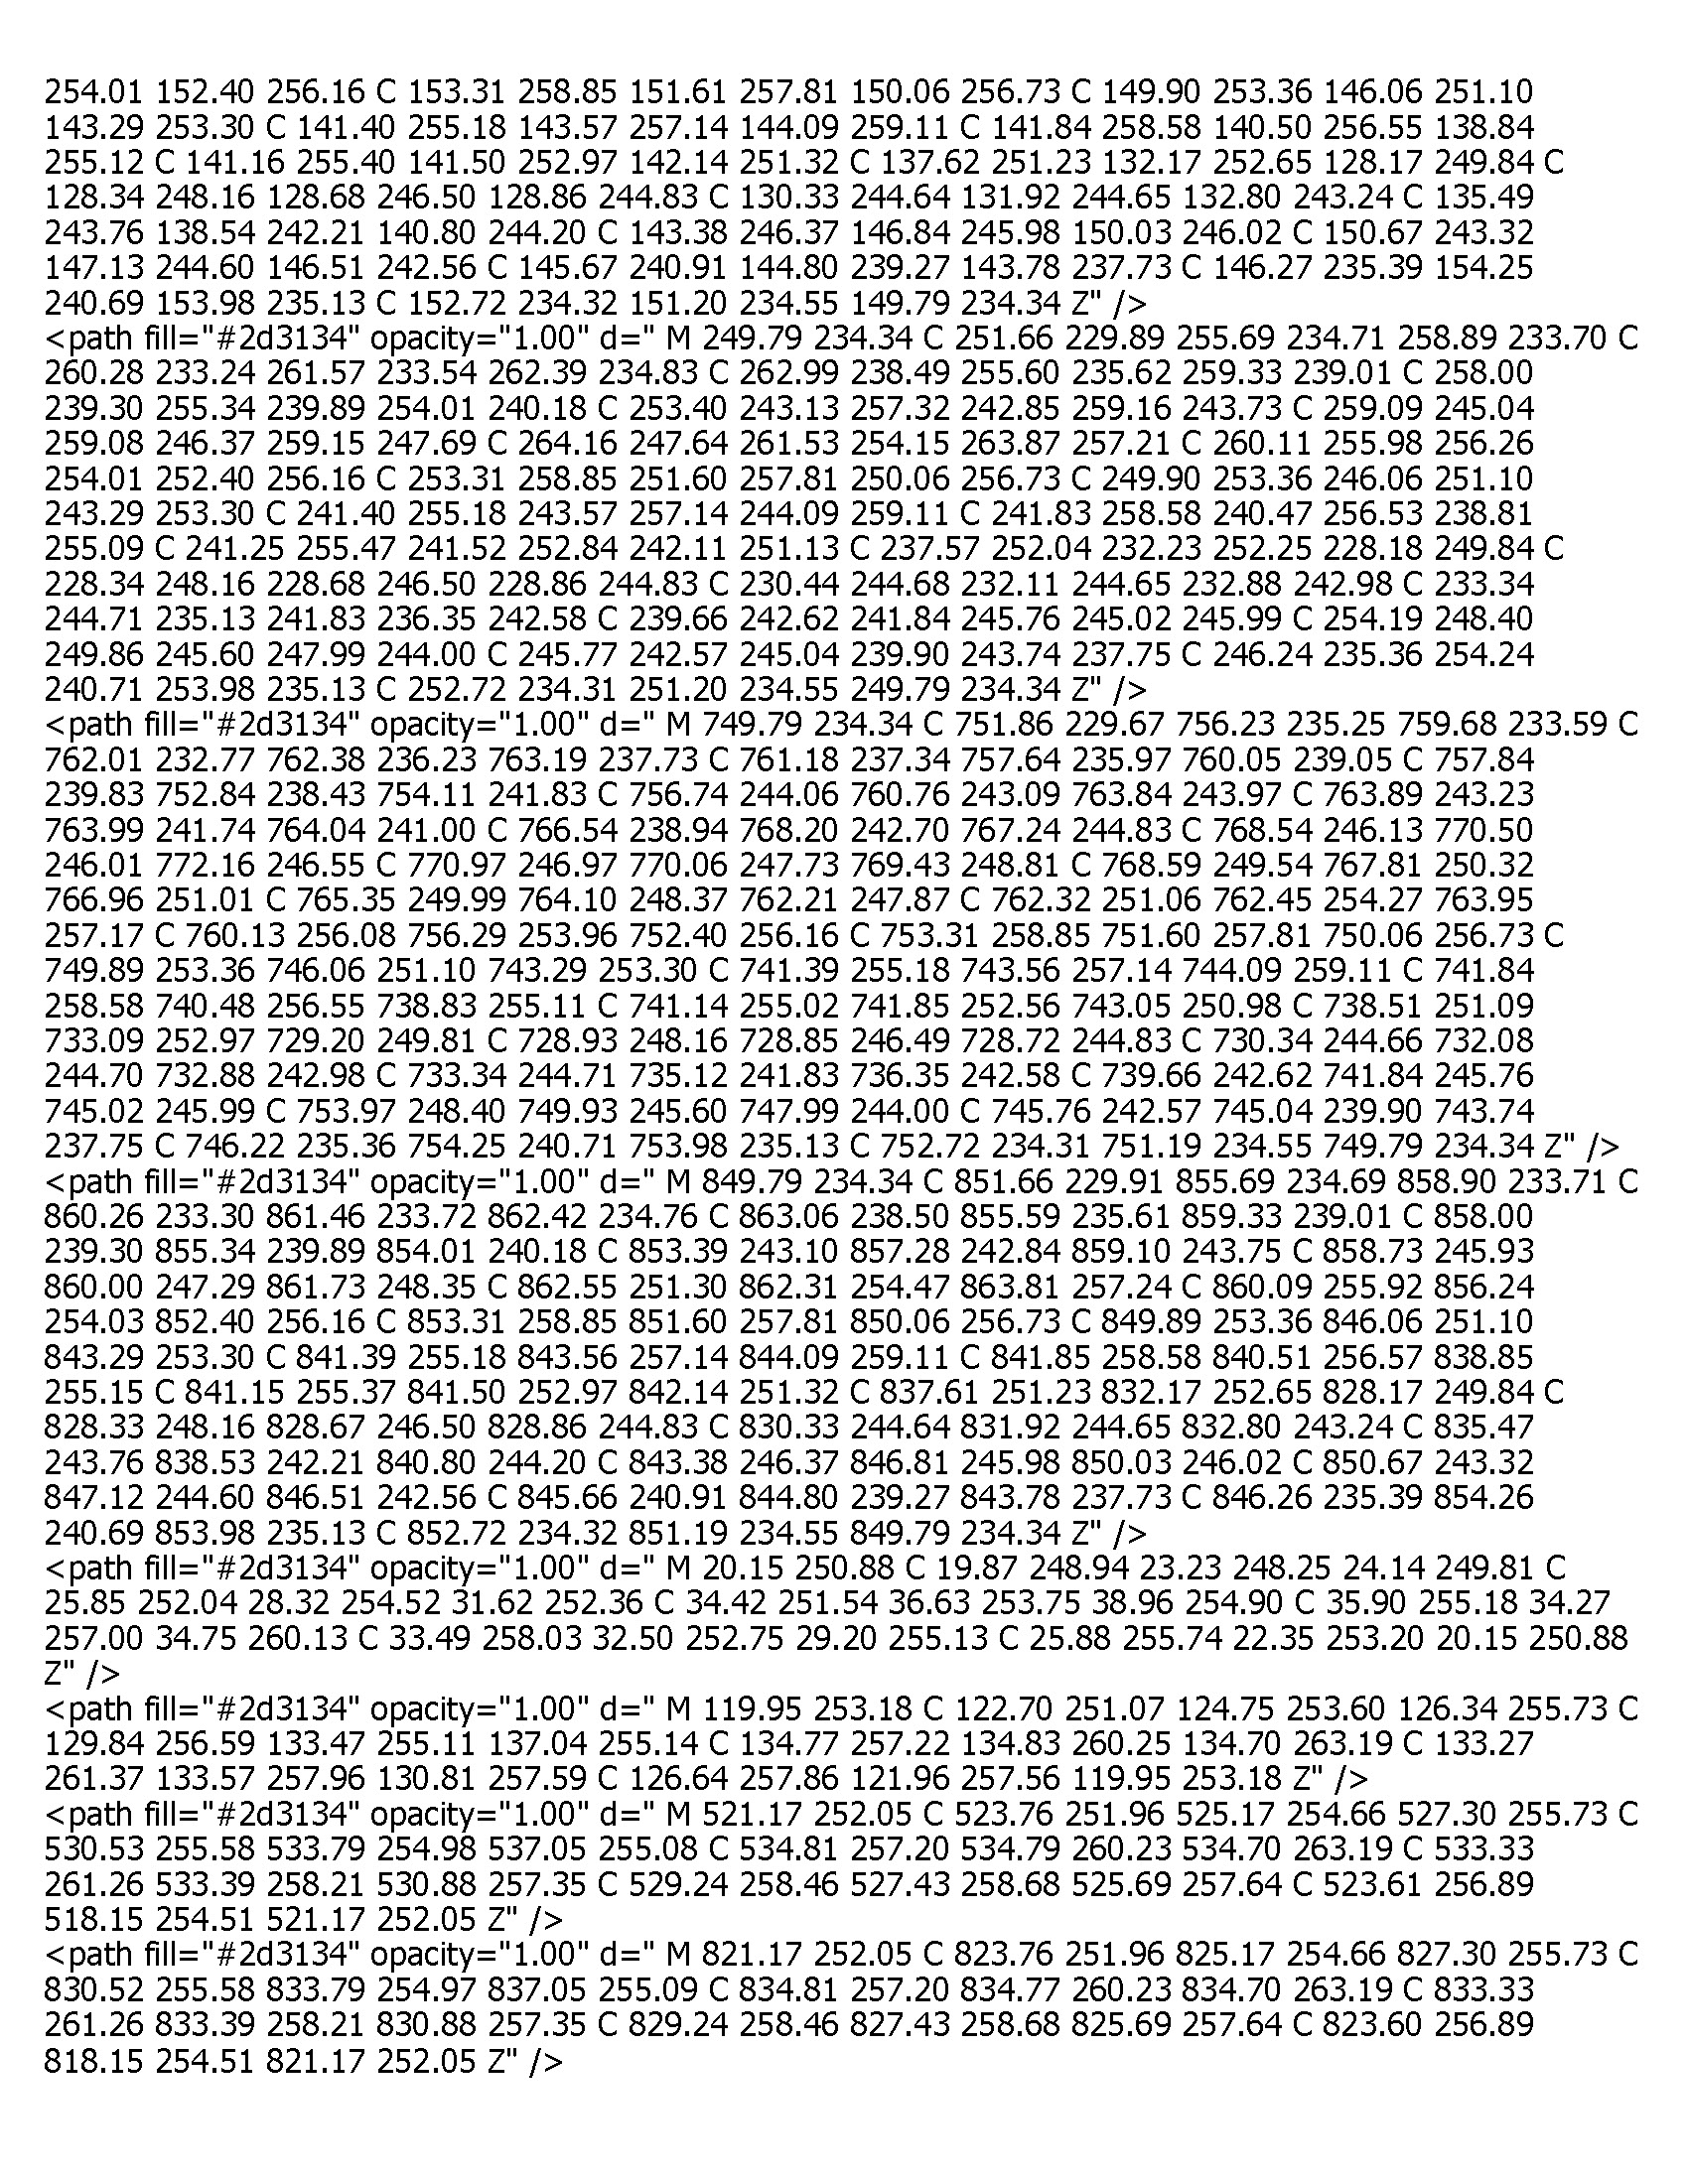 254.01 152.40 256.16 C 153.31 258.85 151.61 257.81 150.06 256.73 C 149.90 253.36 146.06 251.10
143.29 253.30 C 141.40 255.18 143.57 257.14 144.09 259.11 C 141.84 258.58 140.50 256.55 138.84
255.12 C 141.16 255.40 141.50 252.97 142.14 251.32 C 137.62 251.23 132.17 252.65 128.17 249.84 C
128.34 248.16 128.68 246.50 128.86 244.83 C 130.33 244.64 131.92 244.65 132.80 243.24 C 135.49
243.76 138.54 242.21 140.80 244.20 C 143.38 246.37 146.84 245.98 150.03 246.02 C 150.67 243.32
147.13 244.60 146.51 242.56 C 145.67 240.91 144.80 239.27 143.78 237.73 C 146.27 235.39 154.25
240.69 153.98 235.13 C 152.72 234.32 151.20 234.55 149.79 234.34 Z" />
<path fill="#2d3134" opacity="1.00" d=" M 249.79 234.34 C 251.66 229.89 255.69 234.71 258.89 233.70 C
260.28 233.24 261.57 233.54 262.39 234.83 C 262.99 238.49 255.60 235.62 259.33 239.01 C 258.00
239.30 255.34 239.89 254.01 240.18 C 253.40 243.13 257.32 242.85 259.16 243.73 C 259.09 245.04
259.08 246.37 259.15 247.69 C 264.16 247.64 261.53 254.15 263.87 257.21 C 260.11 255.98 256.26
254.01 252.40 256.16 C 253.31 258.85 251.60 257.81 250.06 256.73 C 249.90 253.36 246.06 251.10
243.29 253.30 C 241.40 255.18 243.57 257.14 244.09 259.11 C 241.83 258.58 240.47 256.53 238.81
255.09 C 241.25 255.47 241.52 252.84 242.11 251.13 C 237.57 252.04 232.23 252.25 228.18 249.84 C
228.34 248.16 228.68 246.50 228.86 244.83 C 230.44 244.68 232.11 244.65 232.88 242.98 C 233.34
244.71 235.13 241.83 236.35 242.58 C 239.66 242.62 241.84 245.76 245.02 245.99 C 254.19 248.40
249.86 245.60 247.99 244.00 C 245.77 242.57 245.04 239.90 243.74 237.75 C 246.24 235.36 254.24
240.71 253.98 235.13 C 252.72 234.31 251.20 234.55 249.79 234.34 Z" />
<path fill="#2d3134" opacity="1.00" d=" M 749.79 234.34 C 751.86 229.67 756.23 235.25 759.68 233.59 C
762.01 232.77 762.38 236.23 763.19 237.73 C 761.18 237.34 757.64 235.97 760.05 239.05 C 757.84
239.83 752.84 238.43 754.11 241.83 C 756.74 244.06 760.76 243.09 763.84 243.97 C 763.89 243.23
763.99 241.74 764.04 241.00 C 766.54 238.94 768.20 242.70 767.24 244.83 C 768.54 246.13 770.50
246.01 772.16 246.55 C 770.97 246.97 770.06 247.73 769.43 248.81 C 768.59 249.54 767.81 250.32
766.96 251.01 C 765.35 249.99 764.10 248.37 762.21 247.87 C 762.32 251.06 762.45 254.27 763.95
257.17 C 760.13 256.08 756.29 253.96 752.40 256.16 C 753.31 258.85 751.60 257.81 750.06 256.73 C
749.89 253.36 746.06 251.10 743.29 253.30 C 741.39 255.18 743.56 257.14 744.09 259.11 C 741.84
258.58 740.48 256.55 738.83 255.11 C 741.14 255.02 741.85 252.56 743.05 250.98 C 738.51 251.09
733.09 252.97 729.20 249.81 C 728.93 248.16 728.85 246.49 728.72 244.83 C 730.34 244.66 732.08
244.70 732.88 242.98 C 733.34 244.71 735.12 241.83 736.35 242.58 C 739.66 242.62 741.84 245.76
745.02 245.99 C 753.97 248.40 749.93 245.60 747.99 244.00 C 745.76 242.57 745.04 239.90 743.74
237.75 C 746.22 235.36 754.25 240.71 753.98 235.13 C 752.72 234.31 751.19 234.55 749.79 234.34 Z" />
<path fill="#2d3134" opacity="1.00" d=" M 849.79 234.34 C 851.66 229.91 855.69 234.69 858.90 233.71 C
860.26 233.30 861.46 233.72 862.42 234.76 C 863.06 238.50 855.59 235.61 859.33 239.01 C 858.00
239.30 855.34 239.89 854.01 240.18 C 853.39 243.10 857.28 242.84 859.10 243.75 C 858.73 245.93
860.00 247.29 861.73 248.35 C 862.55 251.30 862.31 254.47 863.81 257.24 C 860.09 255.92 856.24
254.03 852.40 256.16 C 853.31 258.85 851.60 257.81 850.06 256.73 C 849.89 253.36 846.06 251.10
843.29 253.30 C 841.39 255.18 843.56 257.14 844.09 259.11 C 841.85 258.58 840.51 256.57 838.85
255.15 C 841.15 255.37 841.50 252.97 842.14 251.32 C 837.61 251.23 832.17 252.65 828.17 249.84 C
828.33 248.16 828.67 246.50 828.86 244.83 C 830.33 244.64 831.92 244.65 832.80 243.24 C 835.47
243.76 838.53 242.21 840.80 244.20 C 843.38 246.37 846.81 245.98 850.03 246.02 C 850.67 243.32
847.12 244.60 846.51 242.56 C 845.66 240.91 844.80 239.27 843.78 237.73 C 846.26 235.39 854.26
240.69 853.98 235.13 C 852.72 234.32 851.19 234.55 849.79 234.34 Z" />
<path fill="#2d3134" opacity="1.00" d=" M 20.15 250.88 C 19.87 248.94 23.23 248.25 24.14 249.81 C
25.85 252.04 28.32 254.52 31.62 252.36 C 34.42 251.54 36.63 253.75 38.96 254.90 C 35.90 255.18 34.27
257.00 34.75 260.13 C 33.49 258.03 32.50 252.75 29.20 255.13 C 25.88 255.74 22.35 253.20 20.15 250.88
Z" />
<path fill="#2d3134" opacity="1.00" d=" M 119.95 253.18 C 122.70 251.07 124.75 253.60 126.34 255.73 C
129.84 256.59 133.47 255.11 137.04 255.14 C 134.77 257.22 134.83 260.25 134.70 263.19 C 133.27
261.37 133.57 257.96 130.81 257.59 C 126.64 257.86 121.96 257.56 119.95 253.18 Z" />
<path fill="#2d3134" opacity="1.00" d=" M 521.17 252.05 C 523.76 251.96 525.17 254.66 527.30 255.73 C
530.53 255.58 533.79 254.98 537.05 255.08 C 534.81 257.20 534.79 260.23 534.70 263.19 C 533.33
261.26 533.39 258.21 530.88 257.35 C 529.24 258.46 527.43 258.68 525.69 257.64 C 523.61 256.89
518.15 254.51 521.17 252.05 Z" />
<path fill="#2d3134" opacity="1.00" d=" M 821.17 252.05 C 823.76 251.96 825.17 254.66 827.30 255.73 C
830.52 255.58 833.79 254.97 837.05 255.09 C 834.81 257.20 834.77 260.23 834.70 263.19 C 833.33
261.26 833.39 258.21 830.88 257.35 C 829.24 258.46 827.43 258.68 825.69 257.64 C 823.60 256.89
818.15 254.51 821.17 252.05 Z" />